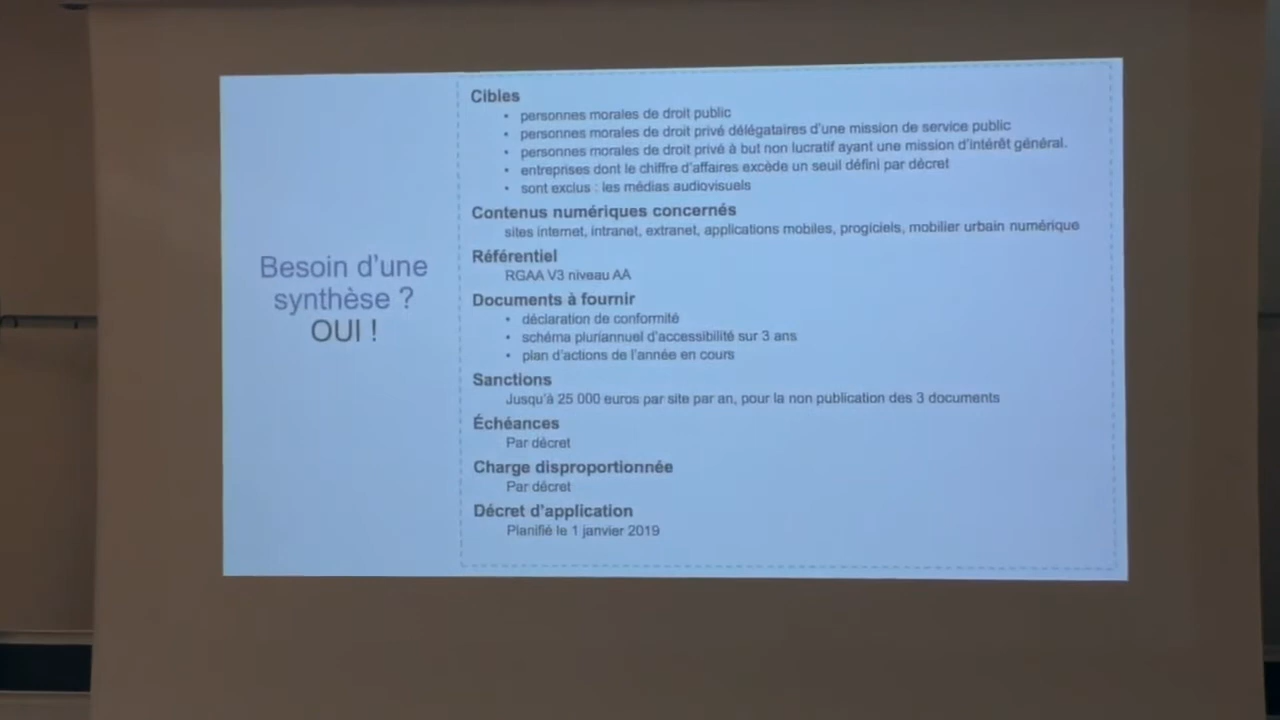 Besoin d'une
synthèse ?
OUI !
Cibles
• personnes morales de droit public
• personnes morales de droit privé délégataires d'une mission de service public
• personnes morales de droit privé à but non lucratif ayant une mission d'intérêt général.
• entreprises dont le chiffre d'affaires excède un seuil défini par décret
• sont exclus : les médias audiovisuels
Contenus numériques concernés
sites internet, intranet, extranet, applications mobiles, progiciels, mobilier urbain numérique
Référentiel
RGAA V3 niveau AA
Documents à fournir
• déclaration de conformité
• schéma pluriannuel d'accessibilité sur 3 ans
• plan d'actions de l'année en cours
Sanctions
Jusqu'à 25 000 euros par site par an, pour la non publication des 3 documents
Échéances
Par décret
Charge disproportionnée
Par décret
Décret d'application
Planifié le 1 janvier 2019